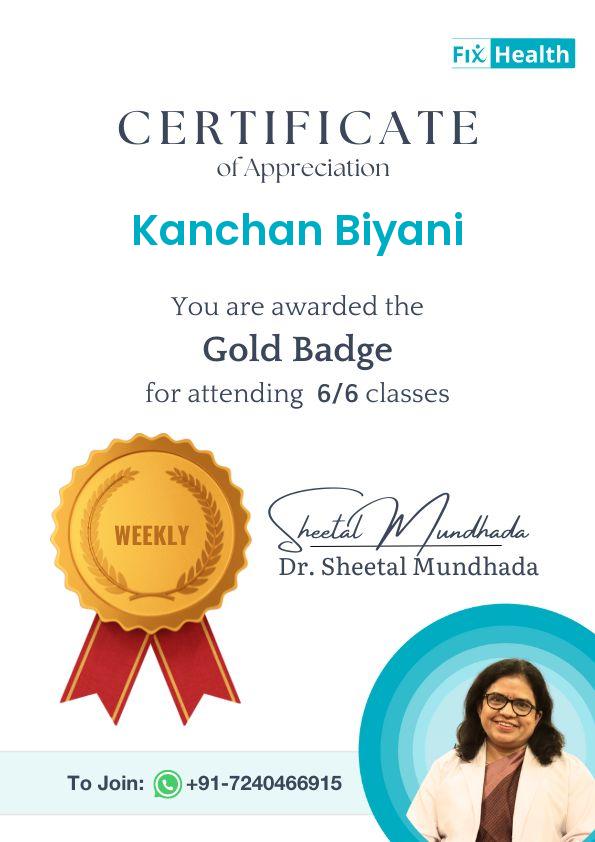 Fix Health
CERTIFICATE
of Appreciation
Kanchan Biyani
You are awarded the
Gold Badge
for attending 6/6 classes
WEEKLY
Sheetal Mundhada
Dr. Sheetal Mundhada
To Join: +91-7240466915